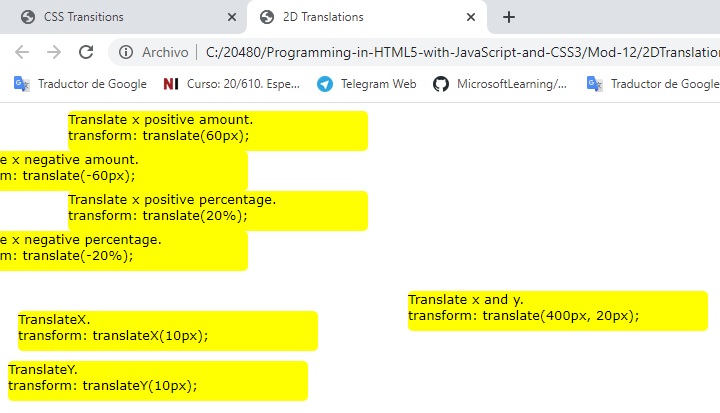 CSS Transitions
2D Translations
Archivo
C:/20480/Programming-in-HTML5-with-JavaScript-and-CSS3/Mod-12/2DTranslation
Traductor de Google
NI Curso: 20/610. Espe...
Telegram Web
MicrosoftLearning/...
Traductor de Google
Translate x positive amount.
transform: translate(60px);
e x negative amount.
m: translate(-60px);
Translate x positive percentage.
transform: translate(20%);
e x negative percentage.
m: translate(-20%);
Translate x and y.
transform: translate(400px, 20px);
TranslateX.
transform: translateX(10px);
TranslateY.
transform: translateY(10px);